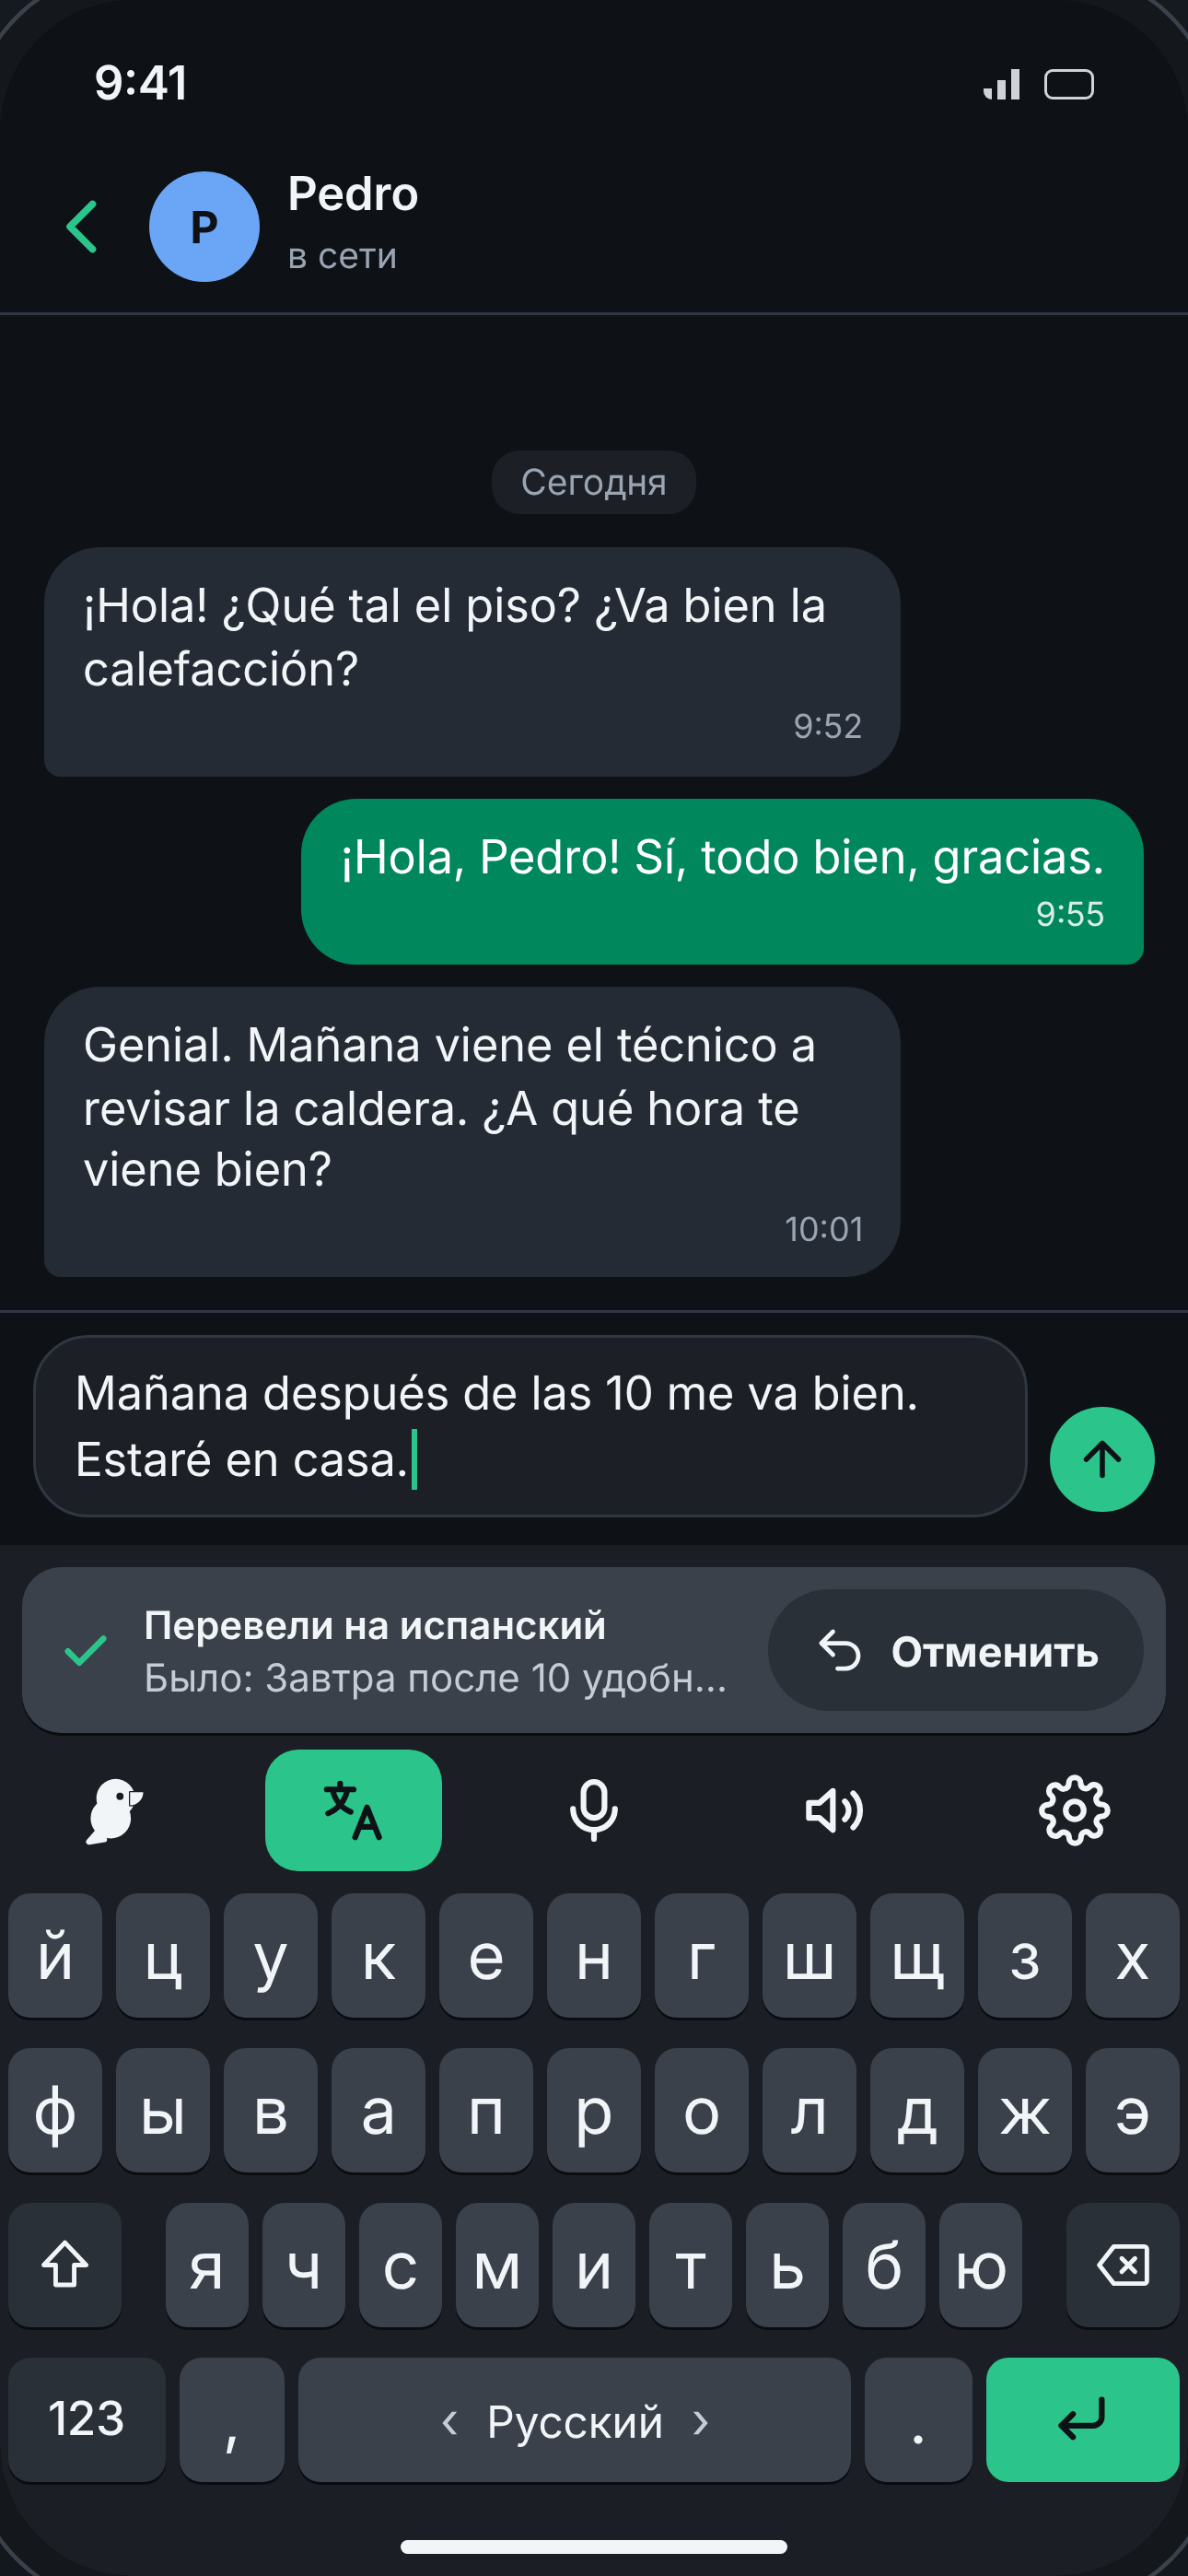 9:41
P
Pedro
в сети
Сегодня
¡Hola! ¿Qué tal el piso? ¿Va bien la
calefacción?
9:52
¡Hola, Pedro! Sí, todo bien, gracias.
9:55
Genial. Mañana viene el técnico a
revisar la caldera. ¿A qué hora te
viene bien?
10:01
Mañana después de las 10 me va bien.
Estaré en casa.
Перевели на испанский
Было: Завтра после 10 удобн...
Отменить
й ц у к е н г ш щ з х
ф ы в а п р о л д ж э
я ч с м и т ь б ю
123 , ‹ Русский › .